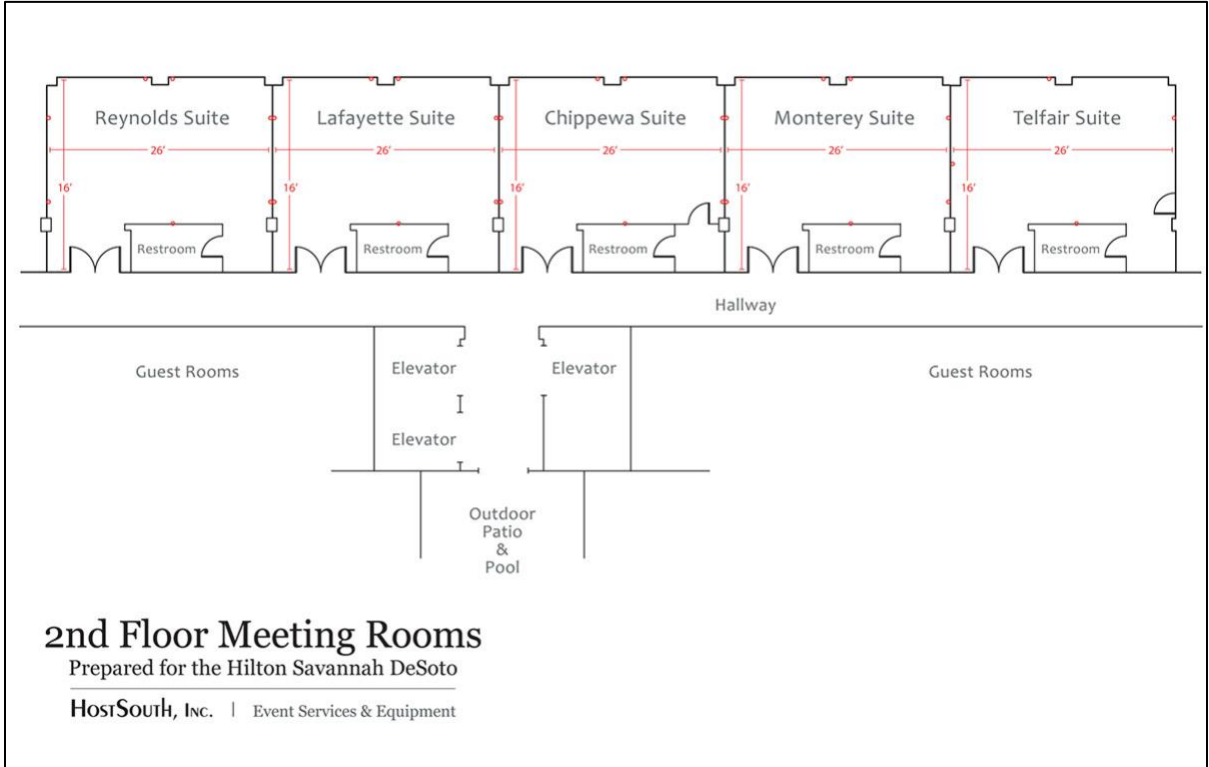 Reynolds Suite
Lafayette Suite
Chippewa Suite
Monterey Suite
Telfair Suite
26'
26'
26'
26'
26'
16'
16'
16'
16'
16'
Restroom
Restroom
Restroom
Restroom
Restroom
Hallway
Guest Rooms
Elevator
Elevator
Guest Rooms
Elevator
Outdoor
Patio
&
Pool
2nd Floor Meeting Rooms
Prepared for the Hilton Savannah DeSoto
HostSouth, Inc. | Event Services & Equipment